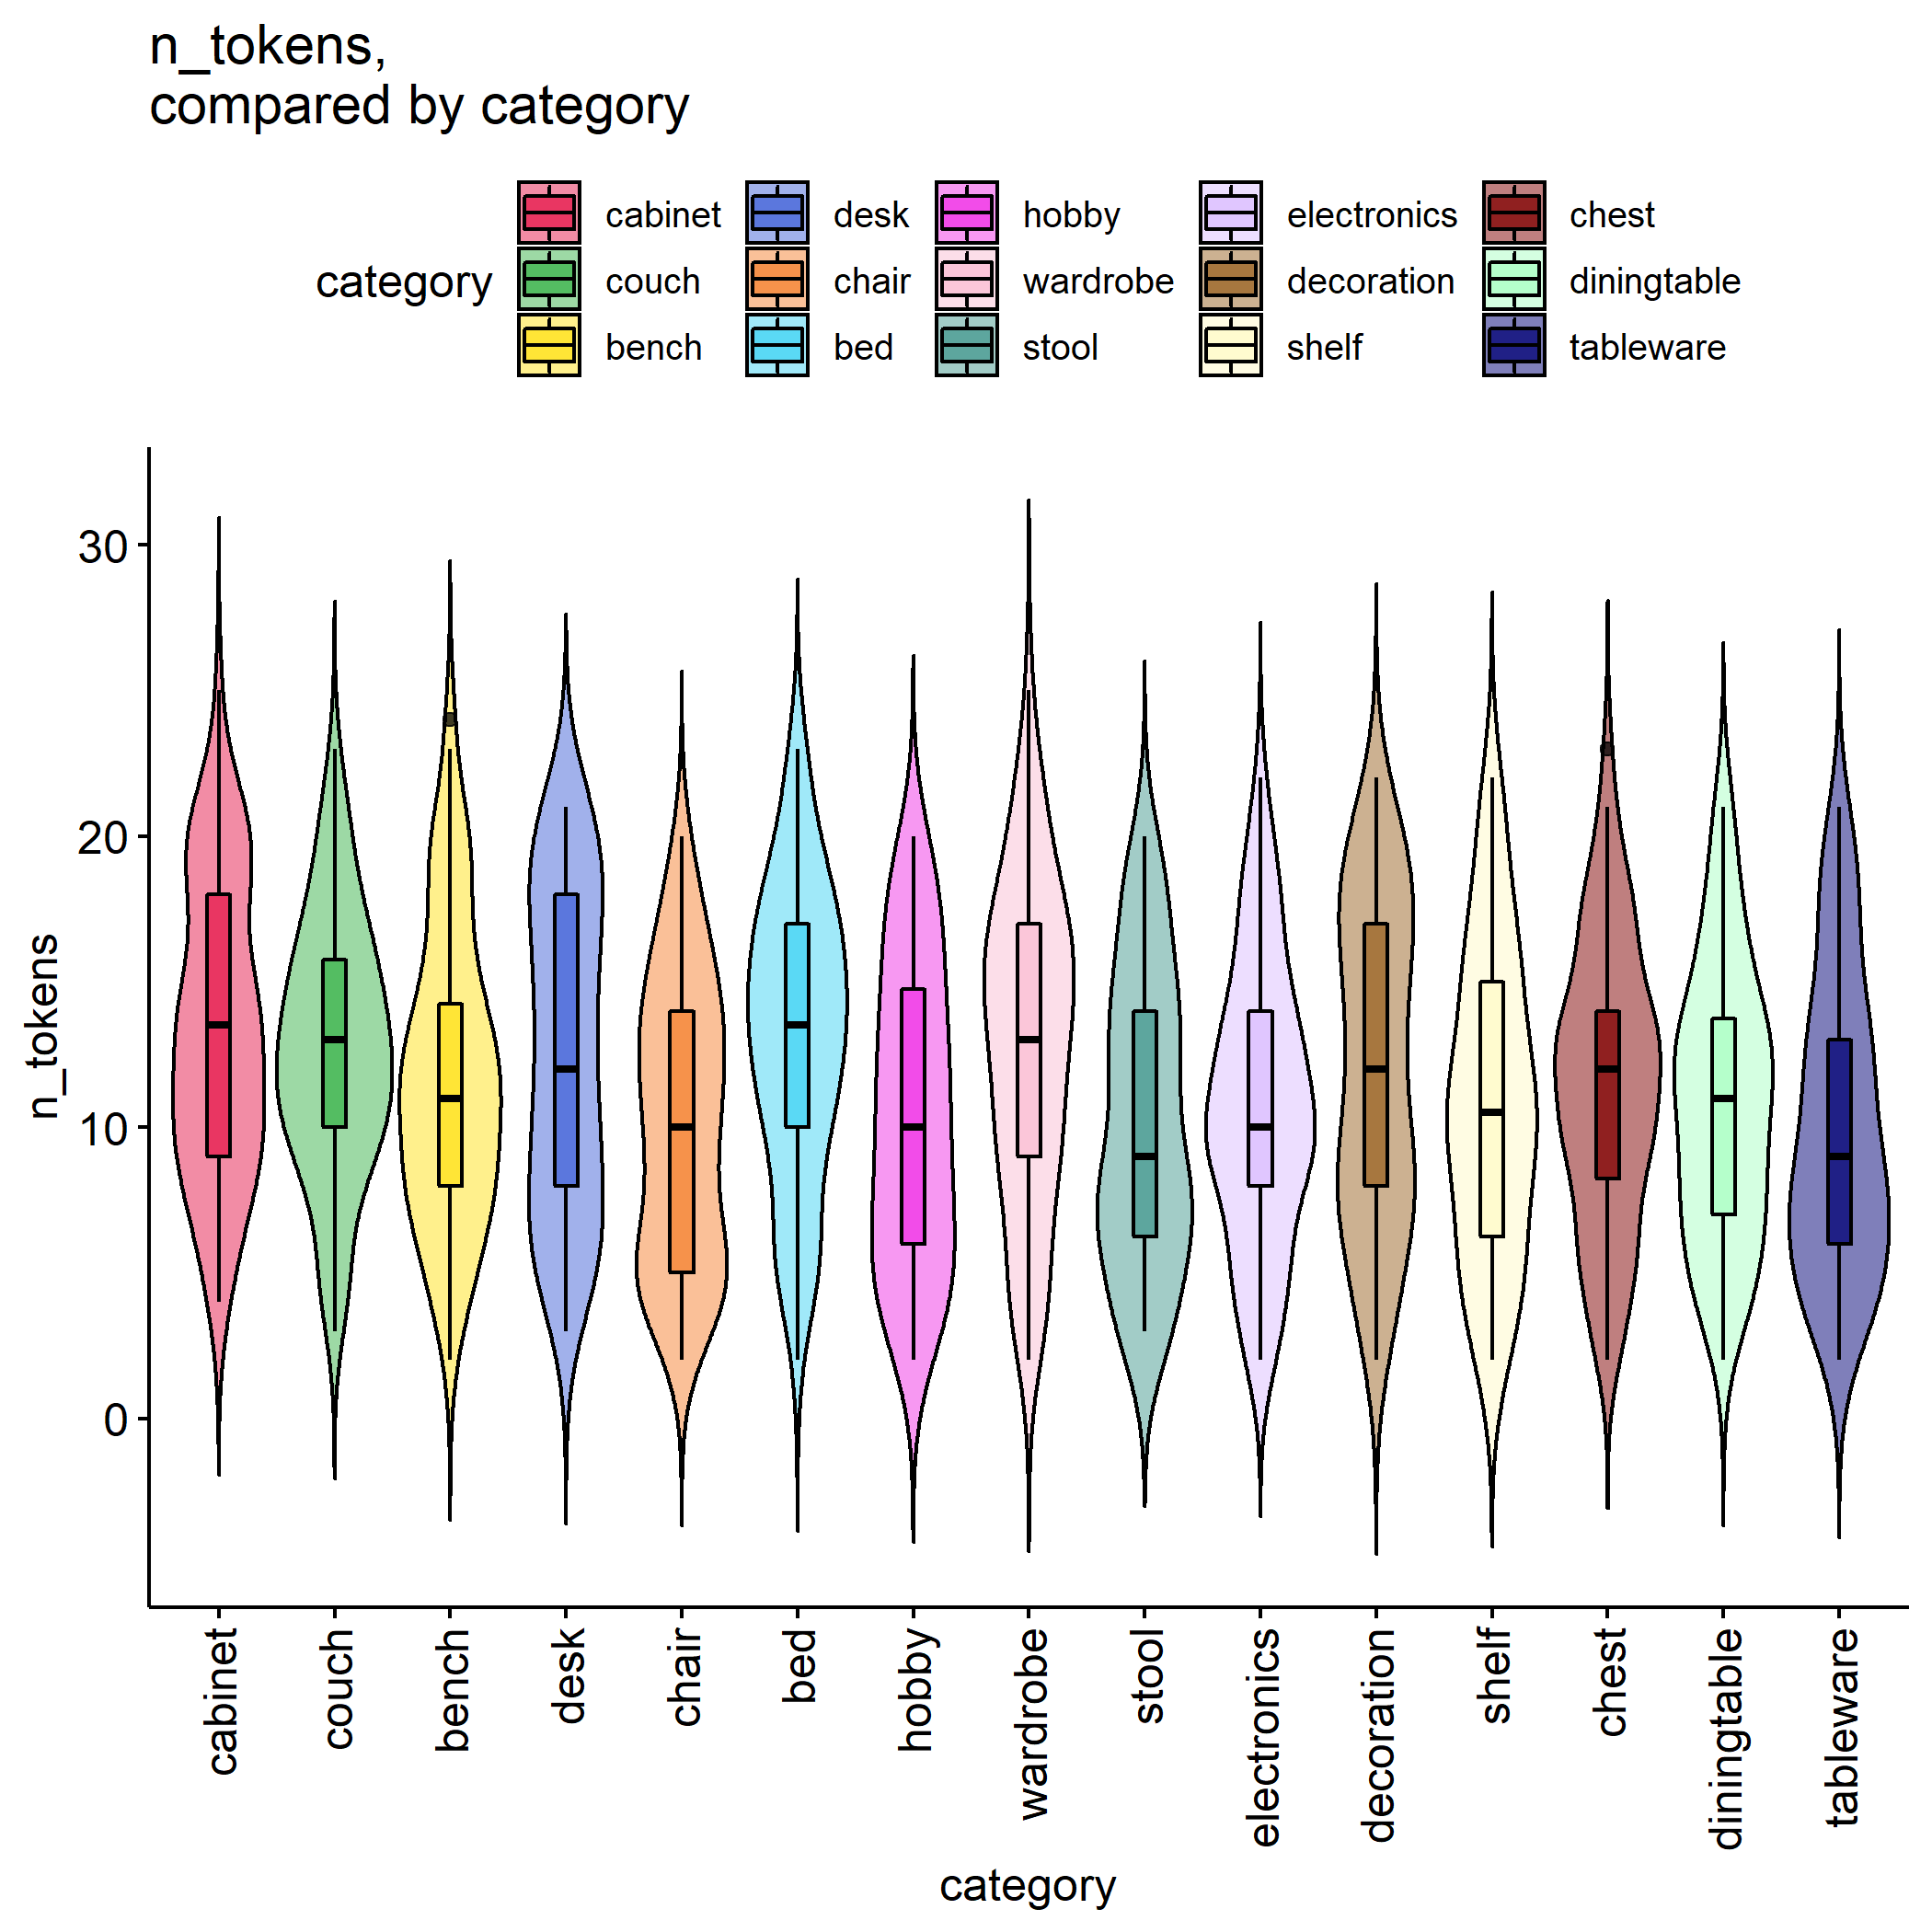 n_tokens,
compared by category
category
cabinet
couch
bench
desk
chair
bed
hobby
wardrobe
stool
electronics
decoration
shelf
chest
diningtable
tableware
n_tokens
30
20
10
0
cabinet
couch
bench
desk
chair
bed
hobby
wardrobe
stool
electronics
decoration
shelf
chest
diningtable
tableware
category